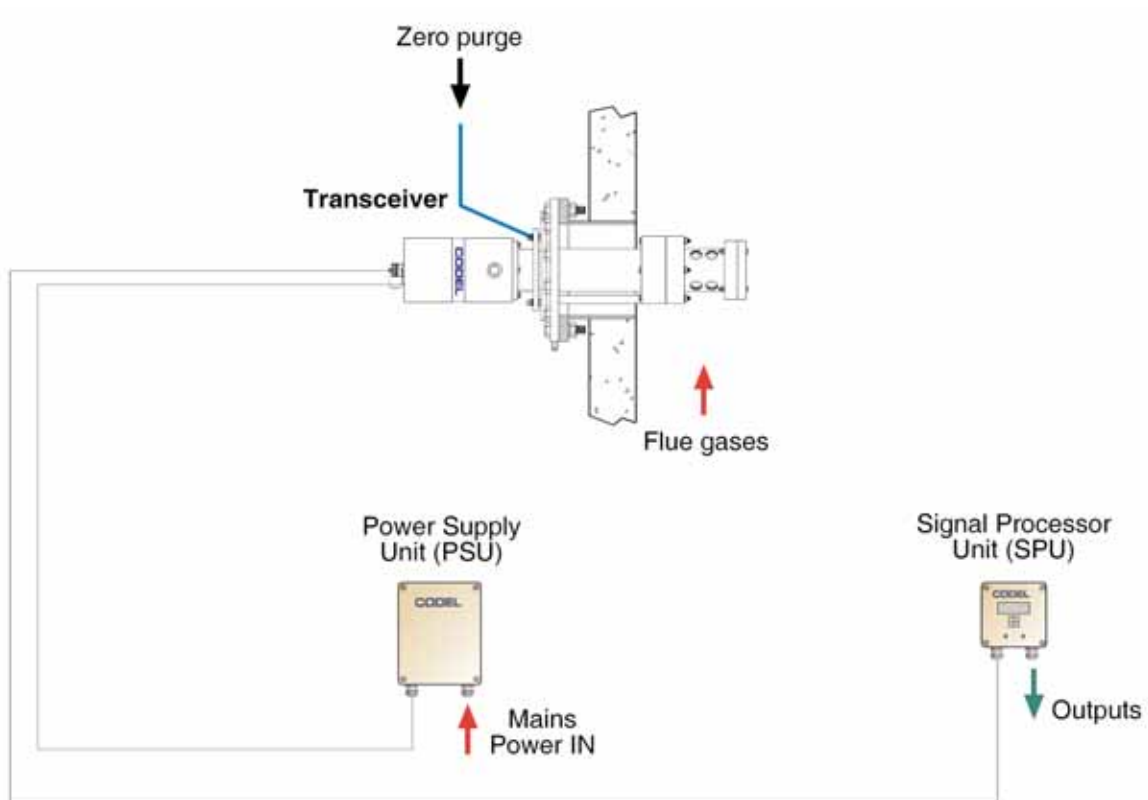 Zero purge
Transceiver
CODEL
Flue gases
Power Supply
Unit (PSU)
CODEL
Mains
Power IN
Signal Processor
Unit (SPU)
CODEL
Outputs